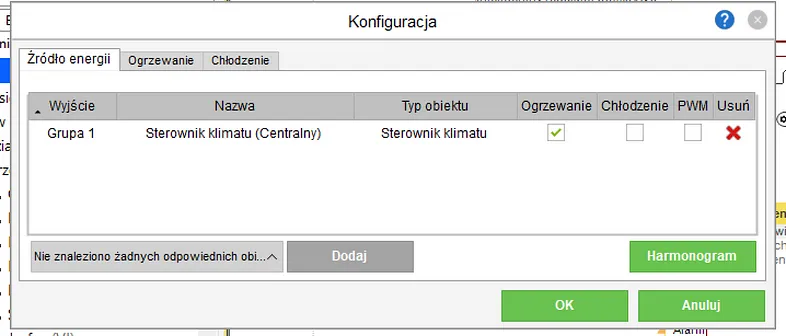 Konfiguracja
Źródło energii Ogrzewanie Chłodzenie
Wyjście Nazwa Typ obiektu Ogrzewanie Chłodzenie PWM Usuń
Grupa 1 Sterownik klimatu (Centralny) Sterownik klimatu
Nie znaleziono żadnych odpowiednich obi... Dodaj Harmonogram
OK Anuluj